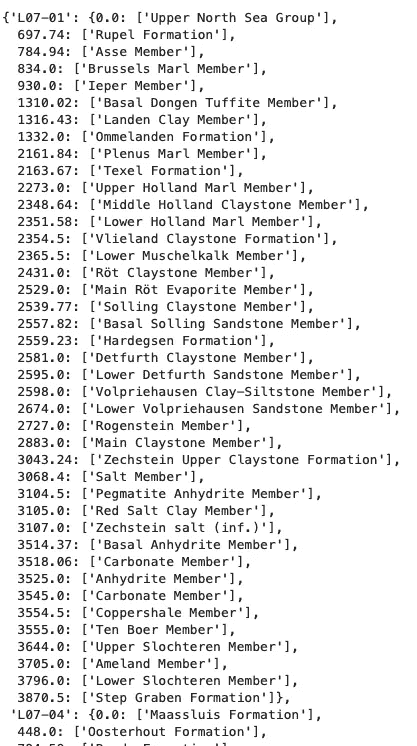 {'L07-01': {0.0: ['Upper North Sea Group'],
697.74: ['Rupel Formation'],
784.94: ['Asse Member'],
834.0: ['Brussels Marl Member'],
930.0: ['Ieper Member'],
1310.02: ['Basal Dongen Tuffite Member'],
1316.43: ['Landen Clay Member'],
1332.0: ['Ommelanden Formation'],
2161.84: ['Plenus Marl Member'],
2163.67: ['Texel Formation'],
2273.0: ['Upper Holland Marl Member'],
2348.64: ['Middle Holland Claystone Member'],
2351.58: ['Lower Holland Marl Member'],
2354.5: ['Vlieland Claystone Formation'],
2365.5: ['Lower Muschelkalk Member'],
2431.0: ['Röt Claystone Member'],
2529.0: ['Main Röt Evaporite Member'],
2539.77: ['Solling Claystone Member'],
2557.82: ['Basal Solling Sandstone Member'],
2559.23: ['Hardegsen Formation'],
2581.0: ['Detfurth Claystone Member'],
2595.0: ['Lower Detfurth Sandstone Member'],
2598.0: ['Volpriehausen Clay-Siltstone Member'],
2674.0: ['Lower Volpriehausen Sandstone Member'],
2727.0: ['Rogenstein Member'],
2883.0: ['Main Claystone Member'],
3043.24: ['Zechstein Upper Claystone Formation'],
3068.4: ['Salt Member'],
3104.5: ['Pegmatite Anhydrite Member'],
3105.0: ['Red Salt Clay Member'],
3107.0: ['Zechstein salt (inf.)'],
3514.37: ['Basal Anhydrite Member'],
3518.06: ['Carbonate Member'],
3525.0: ['Anhydrite Member'],
3545.0: ['Carbonate Member'],
3554.5: ['Coppershale Member'],
3555.0: ['Ten Boer Member'],
3644.0: ['Upper Slochteren Member'],
3705.0: ['Ameland Member'],
3796.0: ['Lower Slochteren Member'],
3870.5: ['Step Graben Formation']},
'L07-04': {0.0: ['Maassluis Formation'],
448.0: ['Oosterhout Formation'],